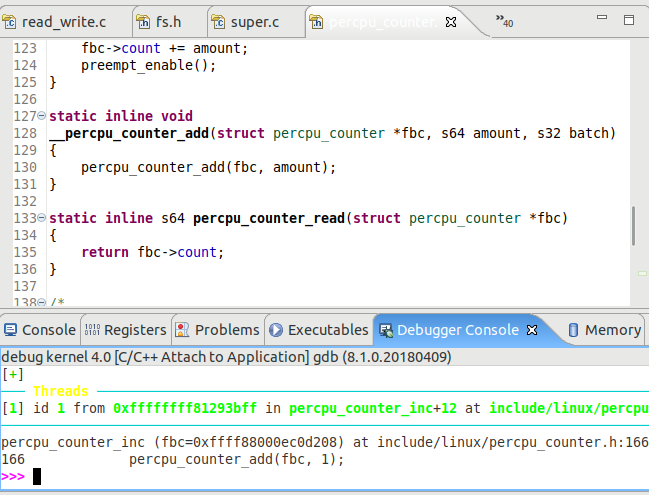 read_write.c fs.h super.c percpu_counter »40
123 fbc->count += amount;
124 preempt_enable();
125 }
126
127 static inline void
128 __percpu_counter_add(struct percpu_counter *fbc, s64 amount, s32 batch)
129 {
130 percpu_counter_add(fbc, amount);
131 }
132
133 static inline s64 percpu_counter_read(struct percpu_counter *fbc)
134 {
135 return fbc->count;
136 }
137
138 /*
Console Registers Problems Executables Debugger Console Memory
debug kernel 4.0 [C/C++ Attach to Application] gdb (8.1.0.20180409)
[+]
── Threads ──
[1] id 1 from 0xffffffff81293bff in percpu_counter_inc+12 at include/linux/percpu
percpu_counter_inc (fbc=0xffff88000ec0d208) at include/linux/percpu_counter.h:166
166 percpu_counter_add(fbc, 1);
>>>